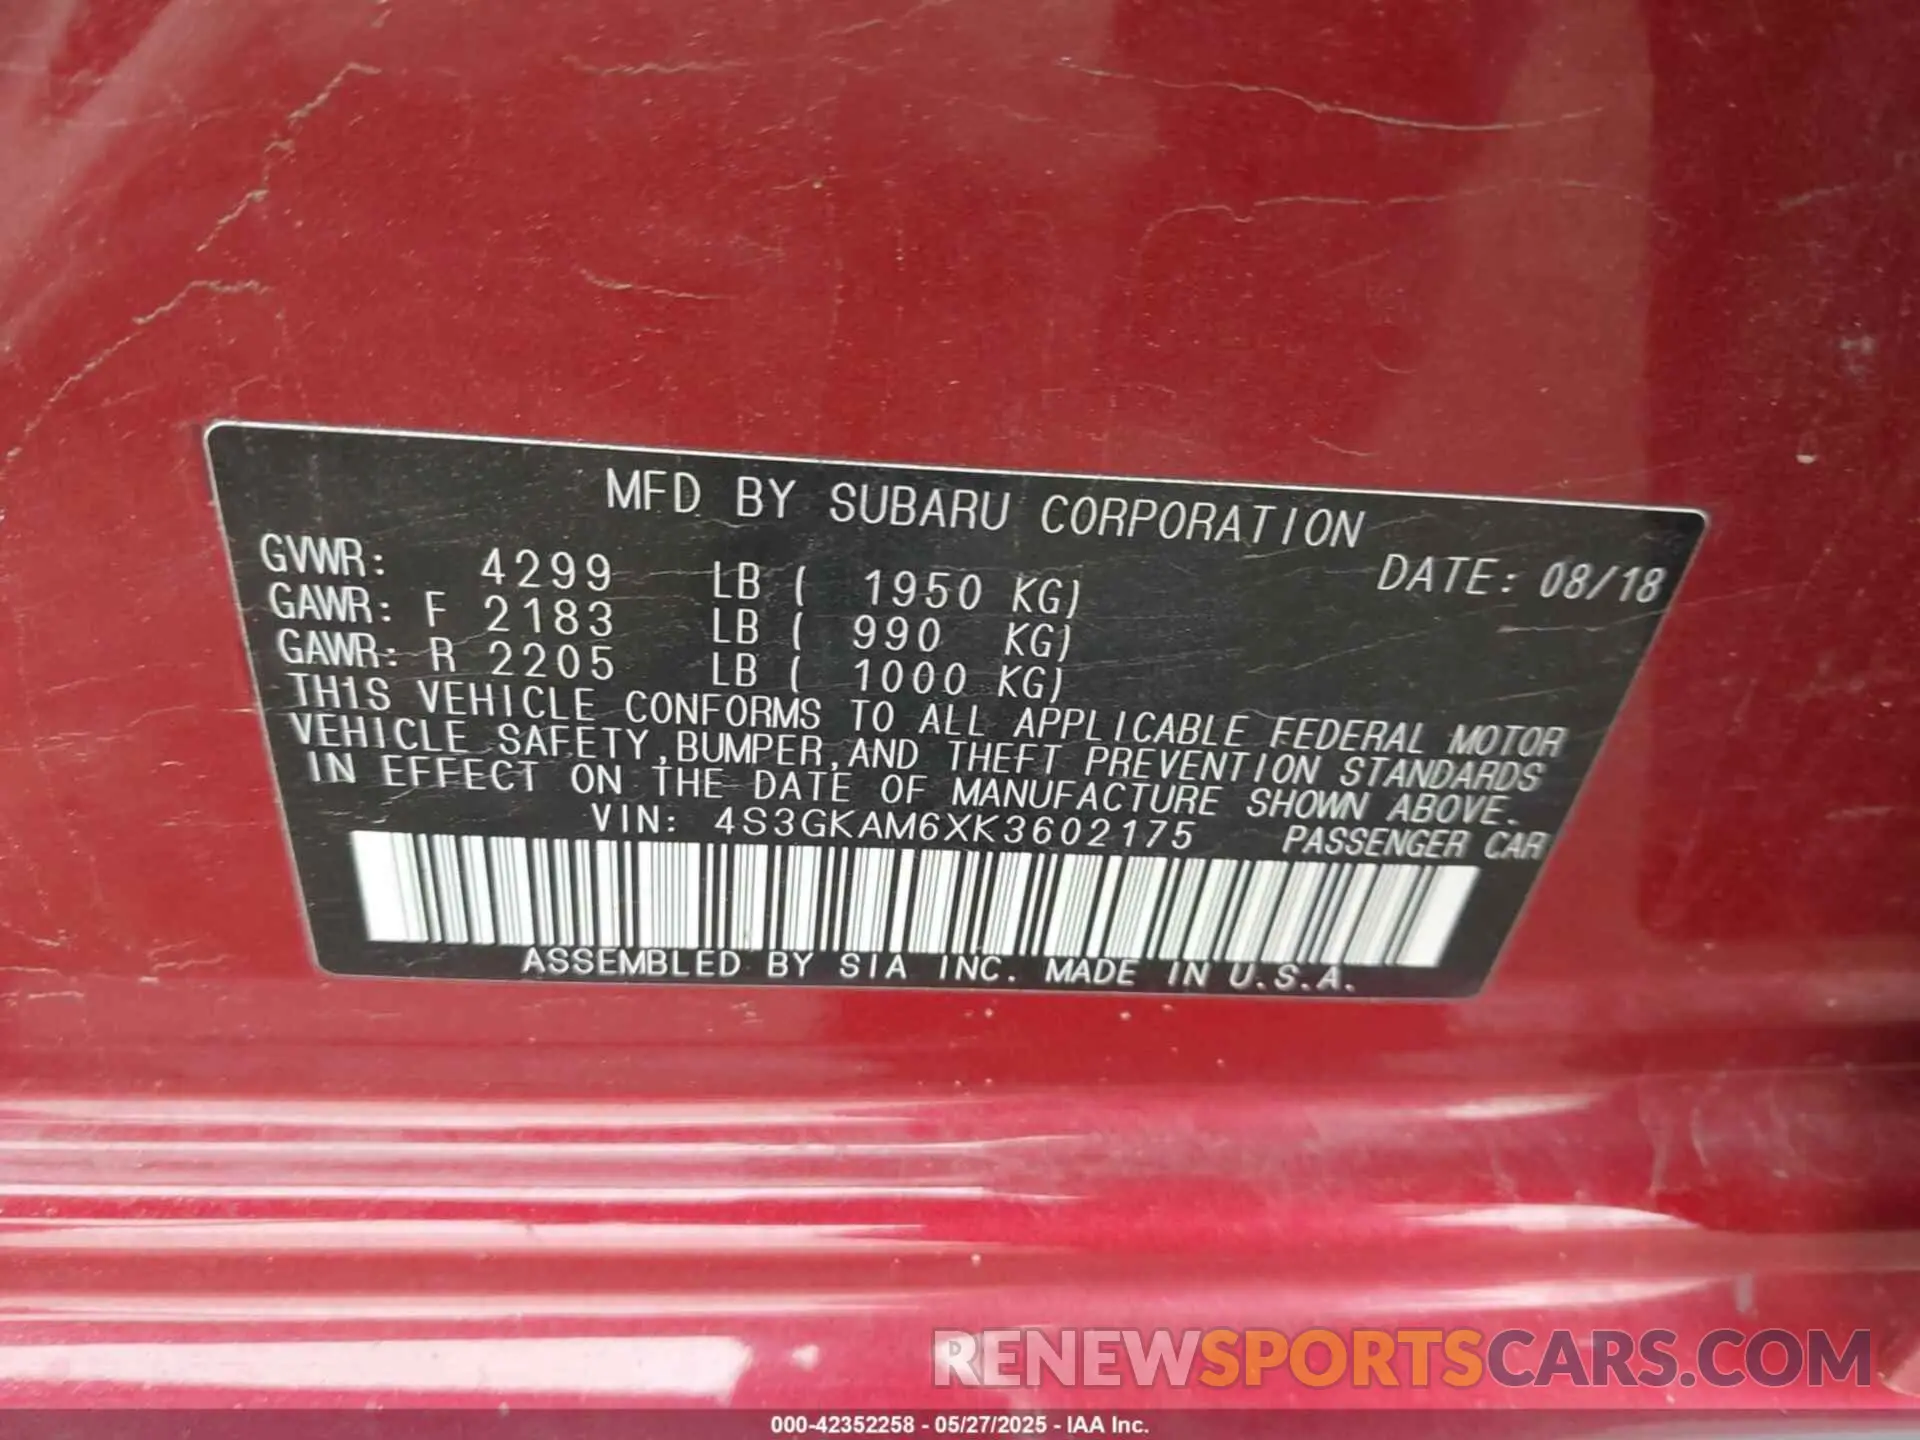 MFD BY SUBARU CORPORATION
GVWR: 4299 LB ( 1950 KG) DATE: 08/18
GAWR: F 2183 LB ( 990 KG)
GAWR: R 2205 LB ( 1000 KG)
THIS VEHICLE CONFORMS TO ALL APPLICABLE FEDERAL MOTOR
VEHICLE SAFETY, BUMPER, AND THEFT PREVENTION STANDARDS
IN EFFECT ON THE DATE OF MANUFACTURE SHOWN ABOVE.
VIN: 4S3GKAM6XK3602175 PASSENGER CAR
ASSEMBLED BY SIA INC. MADE IN U.S.A.
RENEWSPORTSCARS.COM
000-42352258 - 05/27/2025 - IAA Inc.